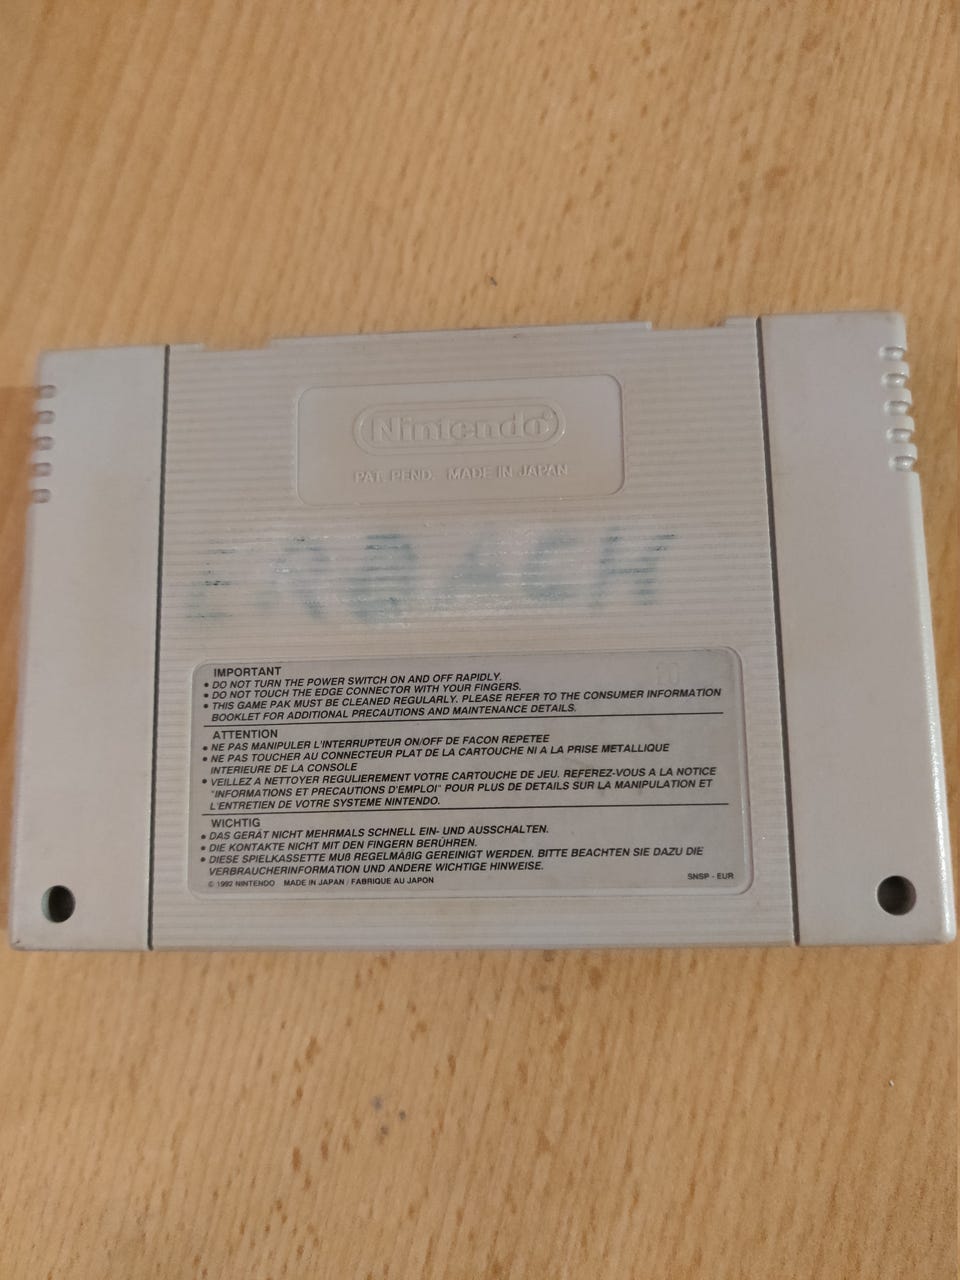 Nintendo®
PAT. PEND. MADE IN JAPAN
ERBACH
IMPORTANT
• DO NOT TURN THE POWER SWITCH ON AND OFF RAPIDLY.
• DO NOT TOUCH THE EDGE CONNECTOR WITH YOUR FINGERS.
• THIS GAME PAK MUST BE CLEANED REGULARLY. PLEASE REFER TO THE CONSUMER INFORMATION
BOOKLET FOR ADDITIONAL PRECAUTIONS AND MAINTENANCE DETAILS.
ATTENTION
• NE PAS MANIPULER L'INTERRUPTEUR ON/OFF DE FACON REPETEE
• NE PAS TOUCHER AU CONNECTEUR PLAT DE LA CARTOUCHE NI A LA PRISE METALLIQUE
INTERIEURE DE LA CONSOLE
• VEILLEZ A NETTOYER REGULIEREMENT VOTRE CARTOUCHE DE JEU. REFEREZ-VOUS A LA NOTICE
"INFORMATIONS ET PRECAUTIONS D'EMPLOI" POUR PLUS DE DETAILS SUR LA MANIPULATION ET
L'ENTRETIEN DE VOTRE SYSTEME NINTENDO.
WICHTIG
• DAS GERÄT NICHT MEHRMALS SCHNELL EIN- UND AUSSCHALTEN.
• DIE KONTAKTE NICHT MIT DEN FINGERN BERÜHREN.
• DIESE SPIELKASSETTE MUß REGELMÄßIG GEREINIGT WERDEN. BITTE BEACHTEN SIE DAZU DIE
VERBRAUCHERINFORMATION UND ANDERE WICHTIGE HINWEISE.
© 1992 NINTENDO MADE IN JAPAN / FABRIQUE AU JAPON SNSP - EUR